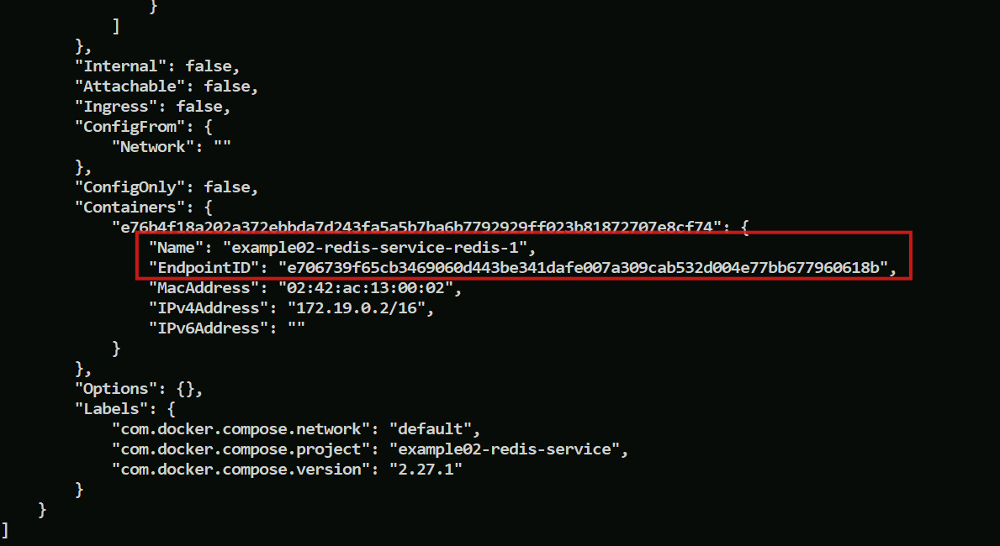 }
]
},
"Internal": false,
"Attachable": false,
"Ingress": false,
"ConfigFrom": {
"Network": ""
},
"ConfigOnly": false,
"Containers": {
"e76b4f18a202a372ebbda7d243fa5a5b7ba6b7792929ff023b81872707e8cf74": {
"Name": "example02-redis-service-redis-1",
"EndpointID": "e706739f65cb3469060d443be341dafe007a309cab532d004e77bb677960618b",
"MacAddress": "02:42:ac:13:00:02",
"IPv4Address": "172.19.0.2/16",
"IPv6Address": ""
}
},
"Options": {},
"Labels": {
"com.docker.compose.network": "default",
"com.docker.compose.project": "example02-redis-service",
"com.docker.compose.version": "2.27.1"
}
}
]